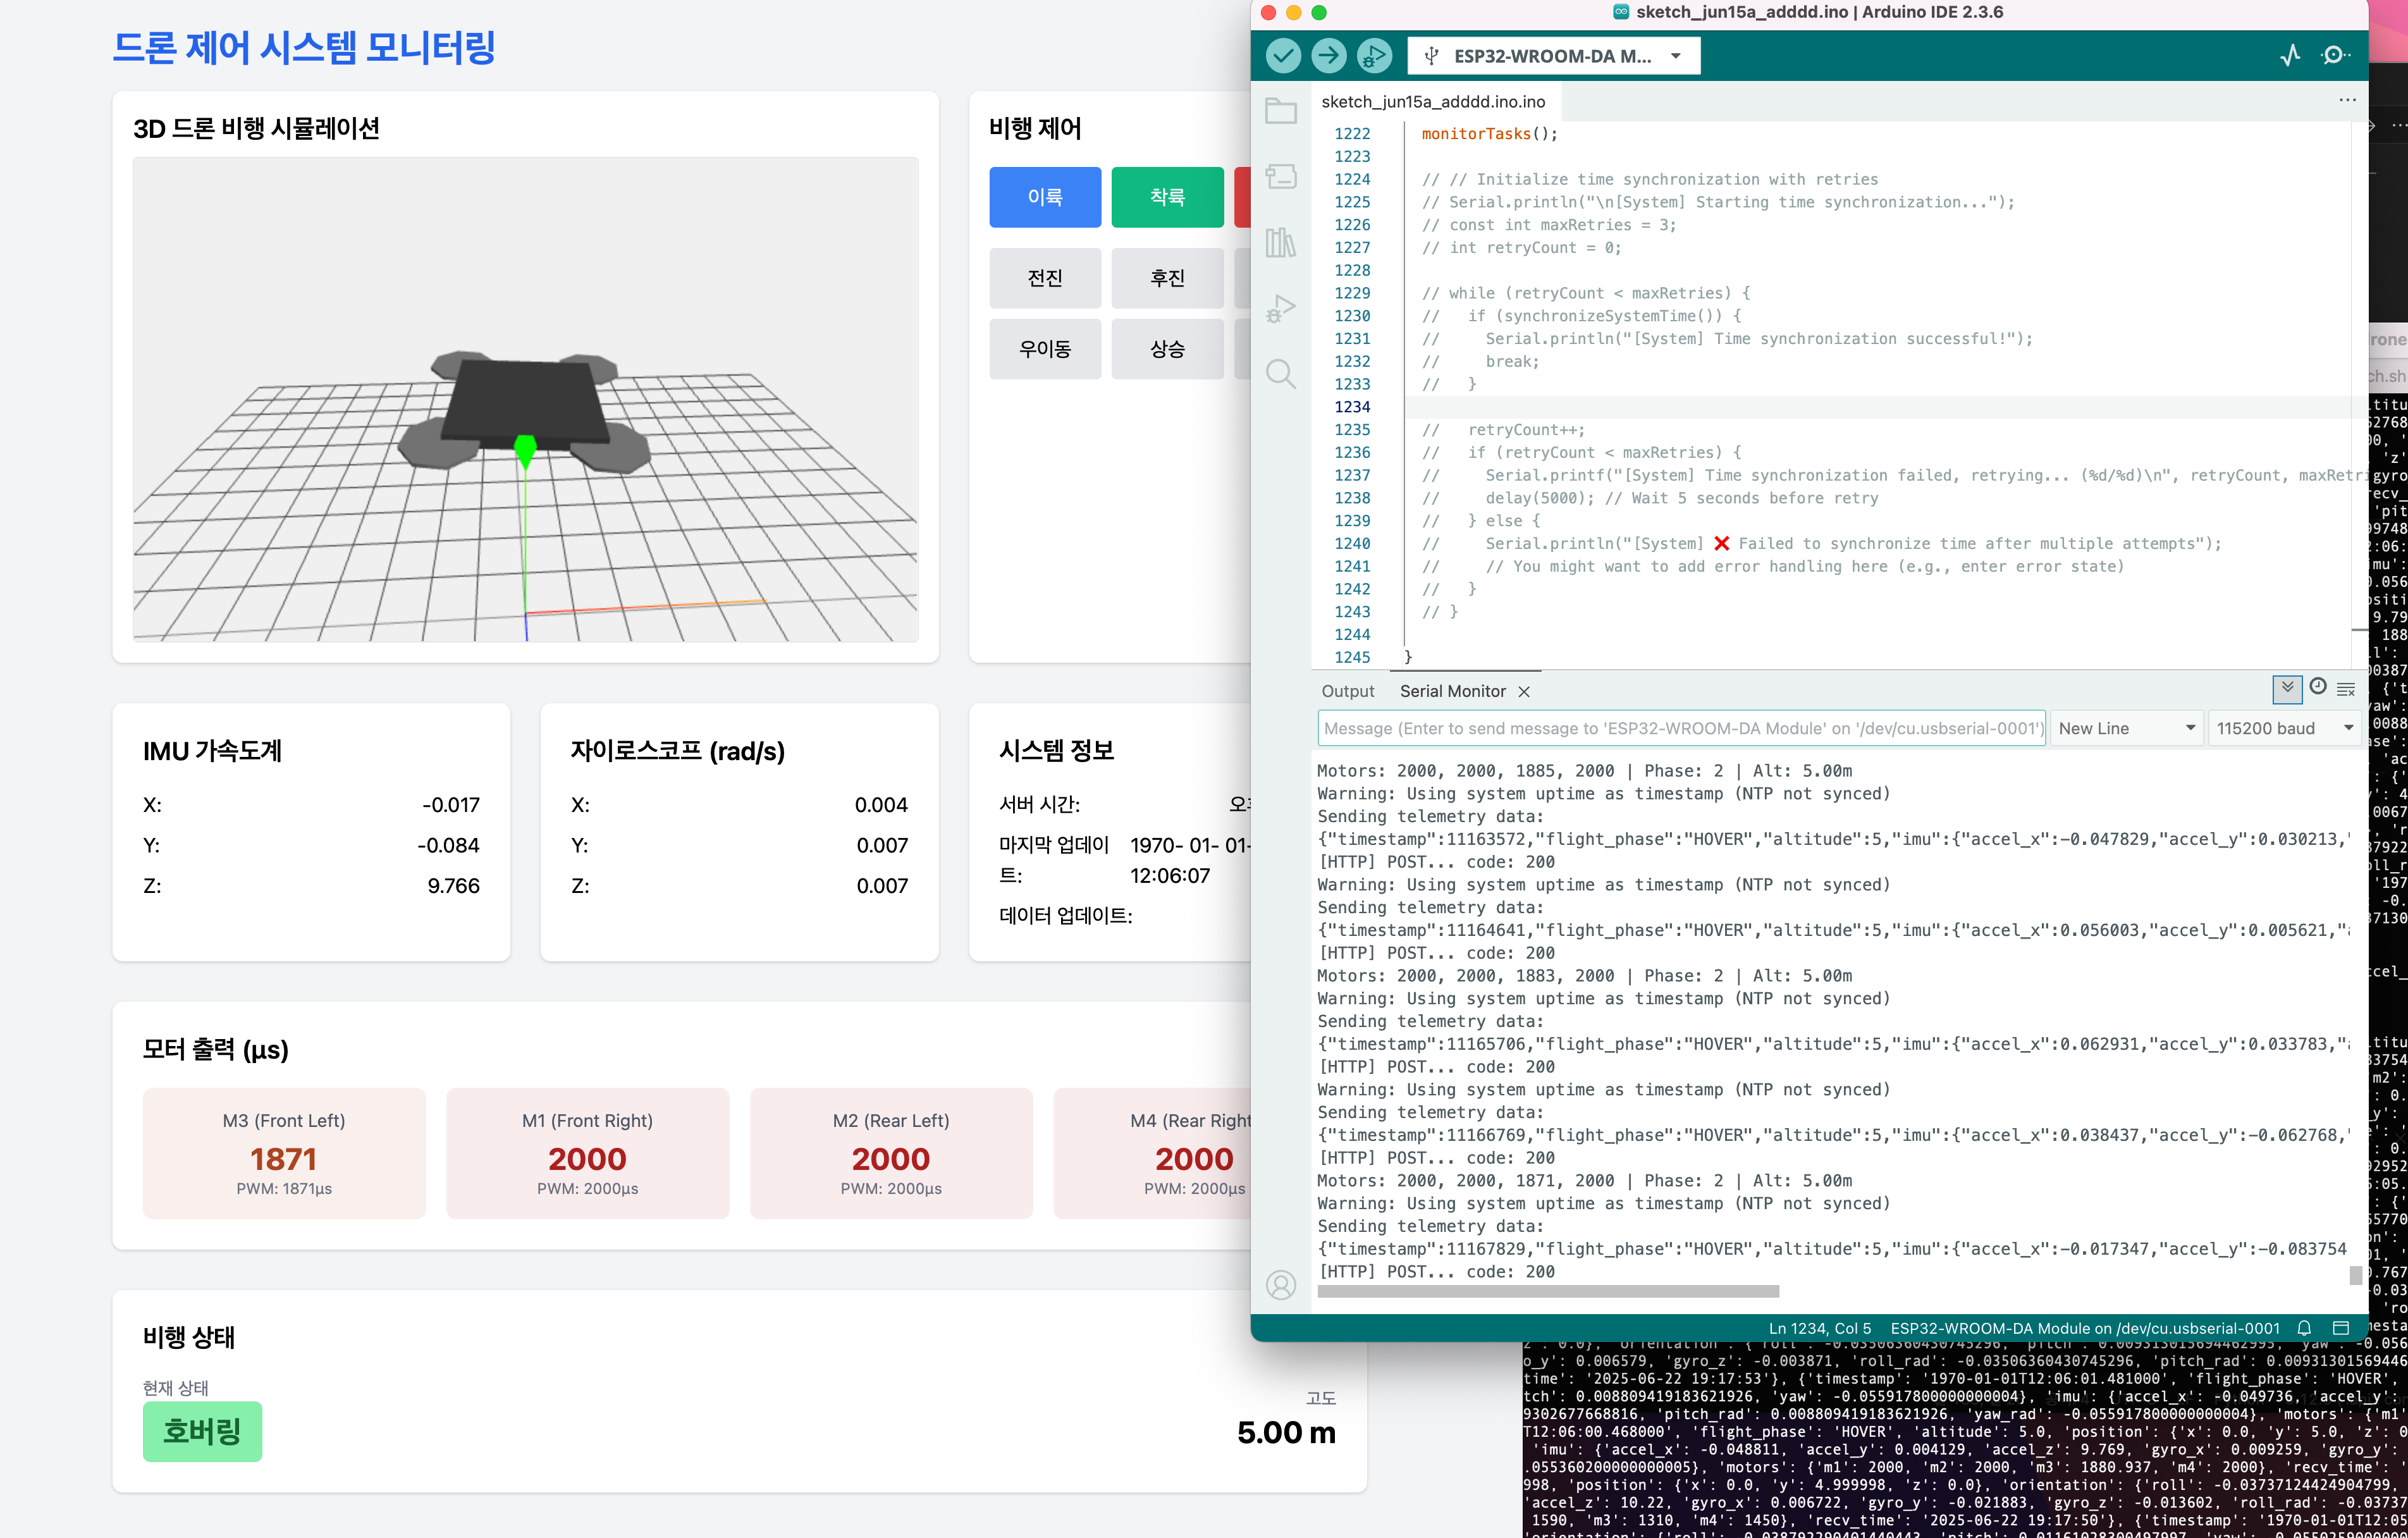 드론 제어 시스템 모니터링
3D 드론 비행 시뮬레이션
비행 제어
이륙
착륙
전진
후진
우이동
상승
IMU 가속도계
X: -0.017
Y: -0.084
Z: 9.766
자이로스코프 (rad/s)
X: 0.004
Y: 0.007
Z: 0.007
시스템 정보
서버 시간:
마지막 업데이트: 1970- 01- 01- 12:06:07
데이터 업데이트:
모터 출력 (µs)
M3 (Front Left)
1871
PWM: 1871µs
M1 (Front Right)
2000
PWM: 2000µs
M2 (Rear Left)
2000
PWM: 2000µs
M4 (Rear Right
2000
PWM: 2000µs
비행 상태
현재 상태
호버링
고도
5.00 m
sketch_jun15a_adddd.ino | Arduino IDE 2.3.6
ESP32-WROOM-DA M...
sketch_jun15a_adddd.ino.ino
1222 monitorTasks();
1223
1224 // // Initialize time synchronization with retries
1225 // Serial.println("\n[System] Starting time synchronization...");
1226 // const int maxRetries = 3;
1227 // int retryCount = 0;
1228
1229 // while (retryCount < maxRetries) {
1230 //   if (synchronizeSystemTime()) {
1231 //     Serial.println("[System] Time synchronization successful!");
1232 //     break;
1233 //   }
1234
1235 //   retryCount++;
1236 //   if (retryCount < maxRetries) {
1237 //     Serial.printf("[System] Time synchronization failed, retrying... (%d/%d)\n", retryCount, maxRetri
1238 //     delay(5000); // Wait 5 seconds before retry
1239 //   } else {
1240 //     Serial.println("[System] ❌ Failed to synchronize time after multiple attempts");
1241 //     // You might want to add error handling here (e.g., enter error state)
1242 //   }
1243 // }
1244
1245 }
Output Serial Monitor
Message (Enter to send message to 'ESP32-WROOM-DA Module' on '/dev/cu.usbserial-0001')
New Line
115200 baud
Motors: 2000, 2000, 1885, 2000 | Phase: 2 | Alt: 5.00m
Warning: Using system uptime as timestamp (NTP not synced)
Sending telemetry data:
{"timestamp":11163572,"flight_phase":"HOVER","altitude":5,"imu":{"accel_x":-0.047829,"accel_y":0.030213,"
[HTTP] POST... code: 200
Warning: Using system uptime as timestamp (NTP not synced)
Sending telemetry data:
{"timestamp":11164641,"flight_phase":"HOVER","altitude":5,"imu":{"accel_x":0.056003,"accel_y":0.005621,"a
[HTTP] POST... code: 200
Motors: 2000, 2000, 1883, 2000 | Phase: 2 | Alt: 5.00m
Warning: Using system uptime as timestamp (NTP not synced)
Sending telemetry data:
{"timestamp":11165706,"flight_phase":"HOVER","altitude":5,"imu":{"accel_x":0.062931,"accel_y":0.033783,"a
[HTTP] POST... code: 200
Warning: Using system uptime as timestamp (NTP not synced)
Sending telemetry data:
{"timestamp":11166769,"flight_phase":"HOVER","altitude":5,"imu":{"accel_x":0.038437,"accel_y":-0.062768,"
[HTTP] POST... code: 200
Motors: 2000, 2000, 1871, 2000 | Phase: 2 | Alt: 5.00m
Warning: Using system uptime as timestamp (NTP not synced)
Sending telemetry data:
{"timestamp":11167829,"flight_phase":"HOVER","altitude":5,"imu":{"accel_x":-0.017347,"accel_y":-0.083754
[HTTP] POST... code: 200
Ln 1234, Col 5 ESP32-WROOM-DA Module on /dev/cu.usbserial-0001
o_y': 0.006579, 'gyro_z': -0.003871, 'roll_rad': -0.03506360430745296, 'pitch_rad': 0.00931301569446
time': '2025-06-22 19:17:53'}, {'timestamp': '1970-01-01T12:06:01.481000', 'flight_phase': 'HOVER',
tch': 0.008809419183621926, 'yaw': -0.055917800000000004}, 'imu': {'accel_x': -0.049736, 'accel_y':
9302677668816, 'pitch_rad': 0.008809419183621926, 'yaw_rad': -0.055917800000000004}, 'motors': {'m1'
T12:06:00.468000', 'flight_phase': 'HOVER', 'altitude': 5.0, 'position': {'x': 0.0, 'y': 5.0, 'z': 0
'imu': {'accel_x': -0.048811, 'accel_y': 0.004129, 'accel_z': 9.769, 'gyro_x': 0.009259, 'gyro_y':
.055360200000000005}, 'motors': {'m1': 2000, 'm2': 2000, 'm3': 1880.937, 'm4': 2000}, 'recv_time': '
998, 'position': {'x': 0.0, 'y': 4.999998, 'z': 0.0}, 'orientation': {'roll': -0.03737124424904799,
'accel_z': 10.22, 'gyro_x': 0.006722, 'gyro_y': -0.021883, 'gyro_z': -0.013602, 'roll_rad': -0.03737
1590, 'm3': 1310, 'm4': 1450}, 'recv_time': '2025-06-22 19:17:50'}, {'timestamp': '1970-01-01T12:05